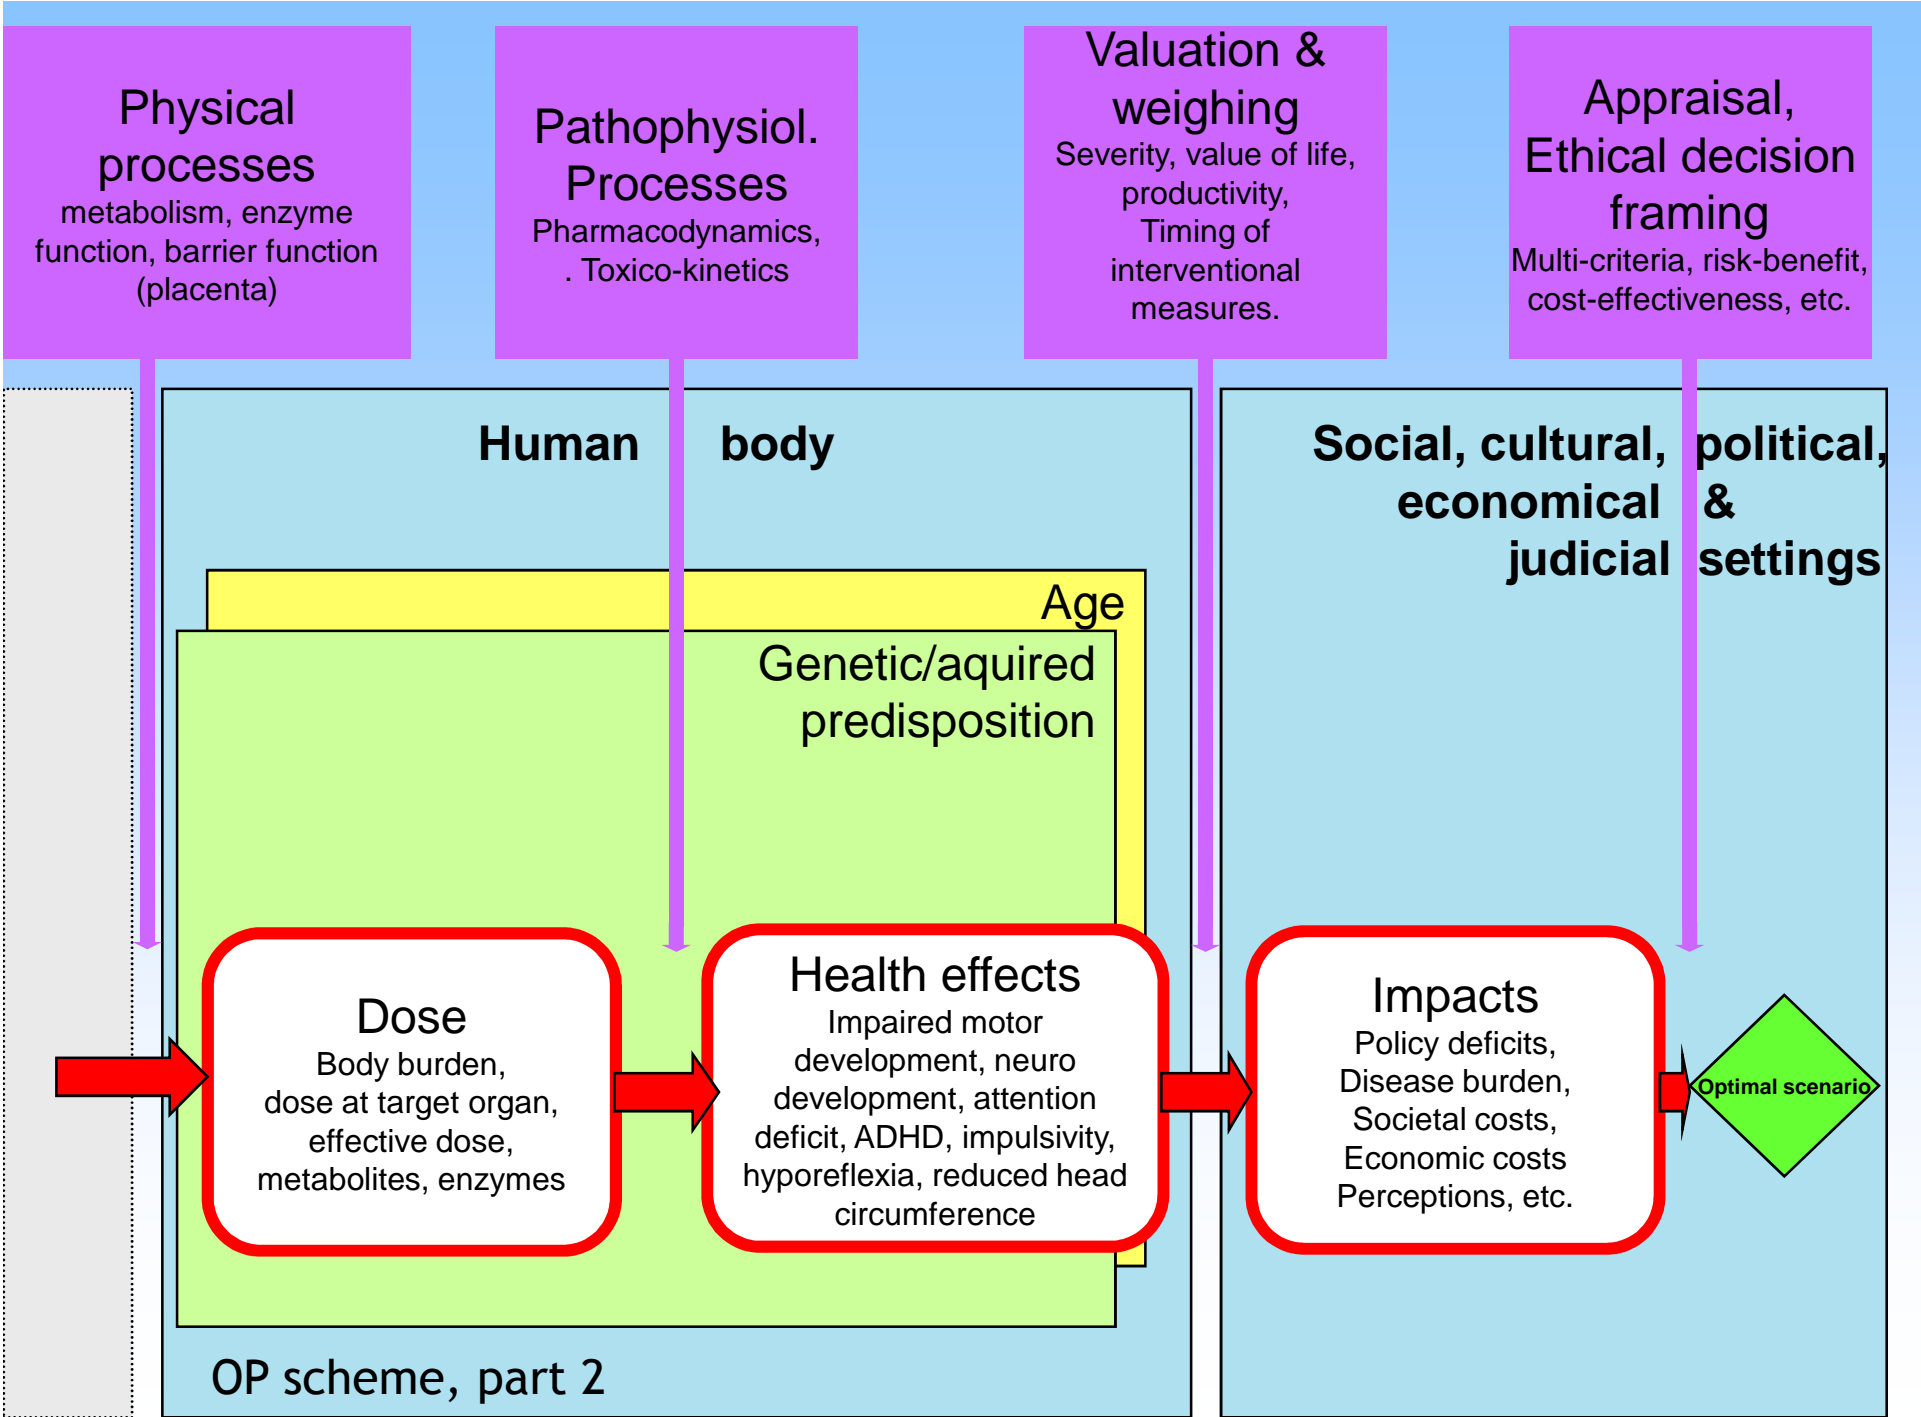 Physical
processes
metabolism, enzyme
function, barrier function
(placenta)
Pathophysiol.
Processes
Pharmacodynamics,
. Toxico-kinetics
Valuation &
weighing
Severity, value of life,
productivity,
Timing of
interventional
measures.
Appraisal,
Ethical decision
framing
Multi-criteria, risk-benefit,
cost-effectiveness, etc.
Human body
Social, cultural, political,
economical &
judicial settings
Age
Genetic/aquired
predisposition
Dose
Body burden,
dose at target organ,
effective dose,
metabolites, enzymes
Health effects
Impaired motor
development, neuro
development, attention
deficit, ADHD, impulsivity,
hyporeflexia, reduced head
circumference
Impacts
Policy deficits,
Disease burden,
Societal costs,
Economic costs
Perceptions, etc.
Optimal scenario
OP scheme, part 2